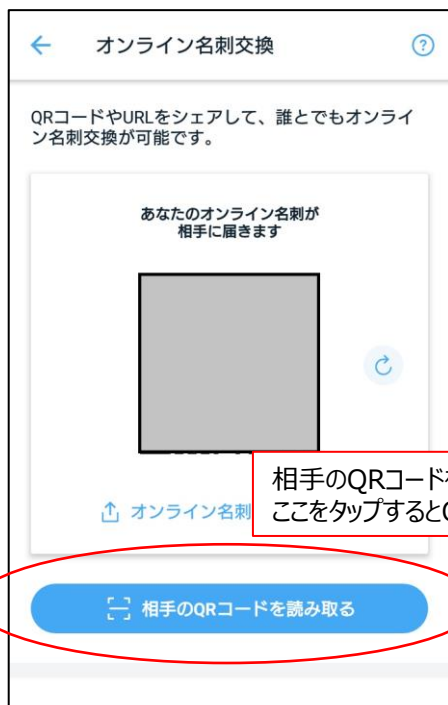 オンライン名刺交換
QRコードやURLをシェアして、誰とでもオンライ
ン名刺交換が可能です。
あなたのオンライン名刺が
相手に届きます
相手のQRコード
オンライン名刺
ここをタップすると
相手のQRコードを読み取る